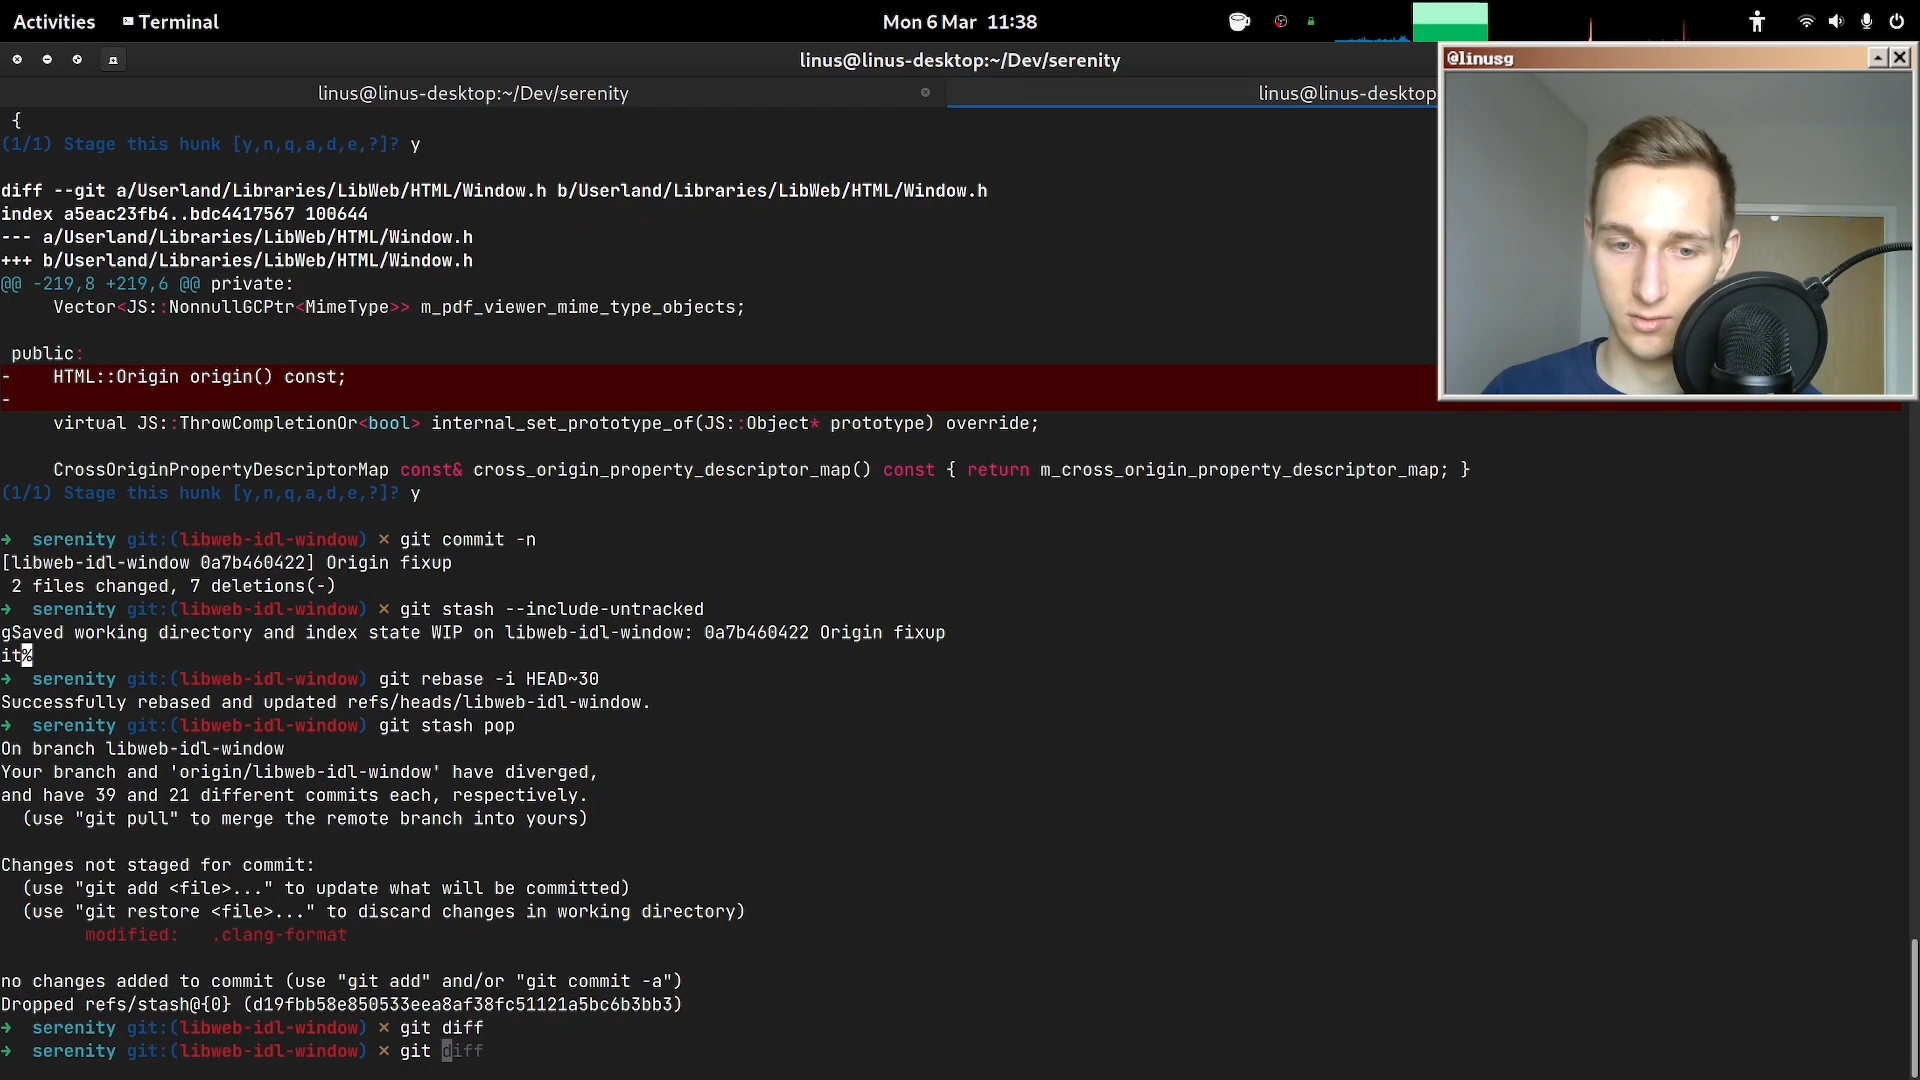 Activities
Terminal
Mon 6 Mar 11:38
linus@linus-desktop:~/Dev/serenity
@linusg
linus@linus-desktop:~/Dev/serenity
linus@linus-desktop
{
(1/1) Stage this hunk [y,n,q,a,d,e,?]? y
diff --git a/Userland/Libraries/LibWeb/HTML/Window.h b/Userland/Libraries/LibWeb/HTML/Window.h
index a5eac23fb4..bdc4417567 100644
--- a/Userland/Libraries/LibWeb/HTML/Window.h
+++ b/Userland/Libraries/LibWeb/HTML/Window.h
@@ -219,8 +219,6 @@ private:
Vector<JS::NonnullGCPtr<MimeType>> m_pdf_viewer_mime_type_objects;
public:
-    HTML::Origin origin() const;
-
virtual JS::ThrowCompletionOr<bool> internal_set_prototype_of(JS::Object* prototype) override;
CrossOriginPropertyDescriptorMap const& cross_origin_property_descriptor_map() const { return m_cross_origin_property_descriptor_map; }
(1/1) Stage this hunk [y,n,q,a,d,e,?]? y
→ serenity git:(libweb-idl-window) ✗ git commit -n
[libweb-idl-window 0a7b460422] Origin fixup
2 files changed, 7 deletions(-)
→ serenity git:(libweb-idl-window) ✗ git stash --include-untracked
gSaved working directory and index state WIP on libweb-idl-window: 0a7b460422 Origin fixup
it%
→ serenity git:(libweb-idl-window) git rebase -i HEAD~30
Successfully rebased and updated refs/heads/libweb-idl-window.
→ serenity git:(libweb-idl-window) git stash pop
On branch libweb-idl-window
Your branch and 'origin/libweb-idl-window' have diverged,
and have 39 and 21 different commits each, respectively.
(use "git pull" to merge the remote branch into yours)
Changes not staged for commit:
(use "git add <file>..." to update what will be committed)
(use "git restore <file>..." to discard changes in working directory)
modified:   .clang-format
no changes added to commit (use "git add" and/or "git commit -a")
Dropped refs/stash@{0} (d19fbb58e850533eea8af38fc51121a5bc6b3bb3)
→ serenity git:(libweb-idl-window) ✗ git diff
→ serenity git:(libweb-idl-window) ✗ git diff